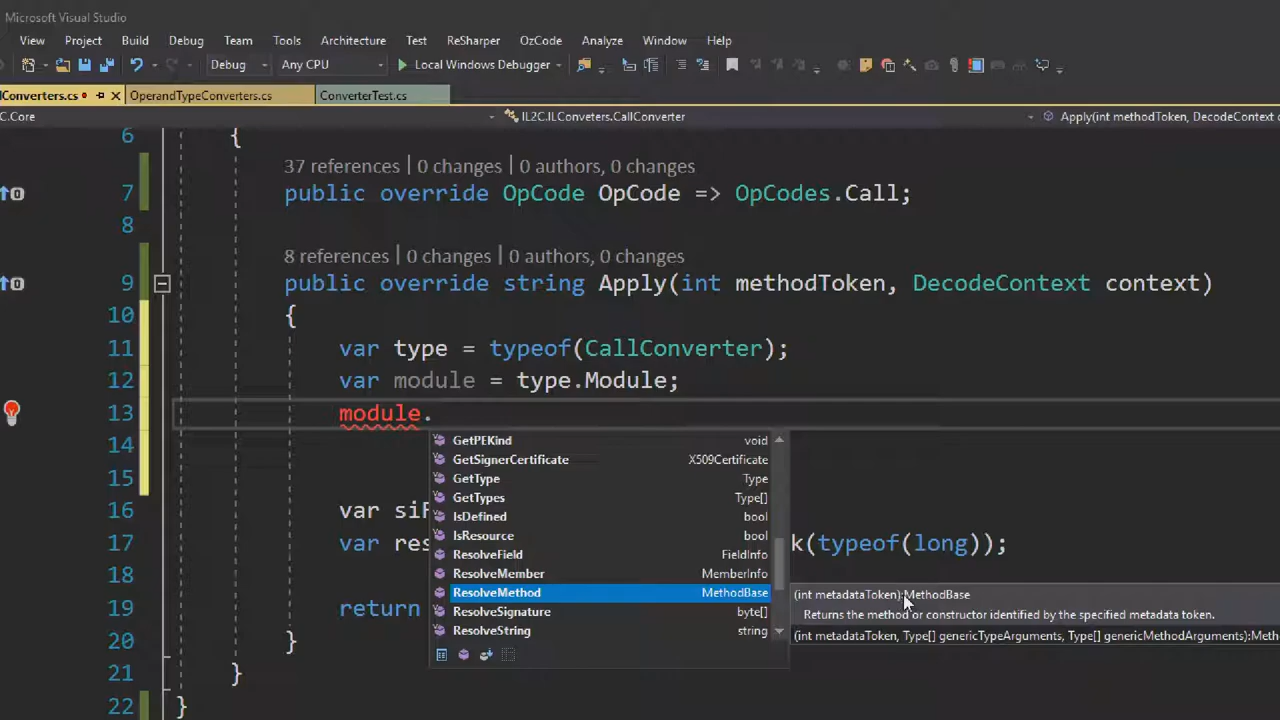 Microsoft Visual Studio
View Project Build Debug Team Tools Architecture Test ReSharper OzCode Analyze Window Help
Debug Any CPU Local Windows Debugger
lConverters.cs OperandTypeConverters.cs ConverterTest.cs
C.Core IL2C.ILConveters.CallConverter Apply(int methodToken, DecodeContext c
6 {
37 references | 0 changes | 0 authors, 0 changes
7 public override OpCode OpCode => OpCodes.Call;
8
8 references | 0 changes | 0 authors, 0 changes
9 public override string Apply(int methodToken, DecodeContext context)
10 {
11 var type = typeof(CallConverter);
12 var module = type.Module;
13 module.
GetPEKind void
14
GetSignerCertificate X509Certificate
GetType Type
15
GetTypes Type[]
16 var siF
IsDefined bool
IsResource bool
17 var res k(typeof(long));
ResolveField FieldInfo
ResolveMember MemberInfo
18
ResolveMethod MethodBase (int metadataToken):MethodBase
19 return
ResolveSignature byte[] Returns the method or constructor identified by the specified metadata token.
ResolveString string (int metadataToken, Type[] genericTypeArguments, Type[] genericMethodArguments):Meth
20 }
21 }
22 }